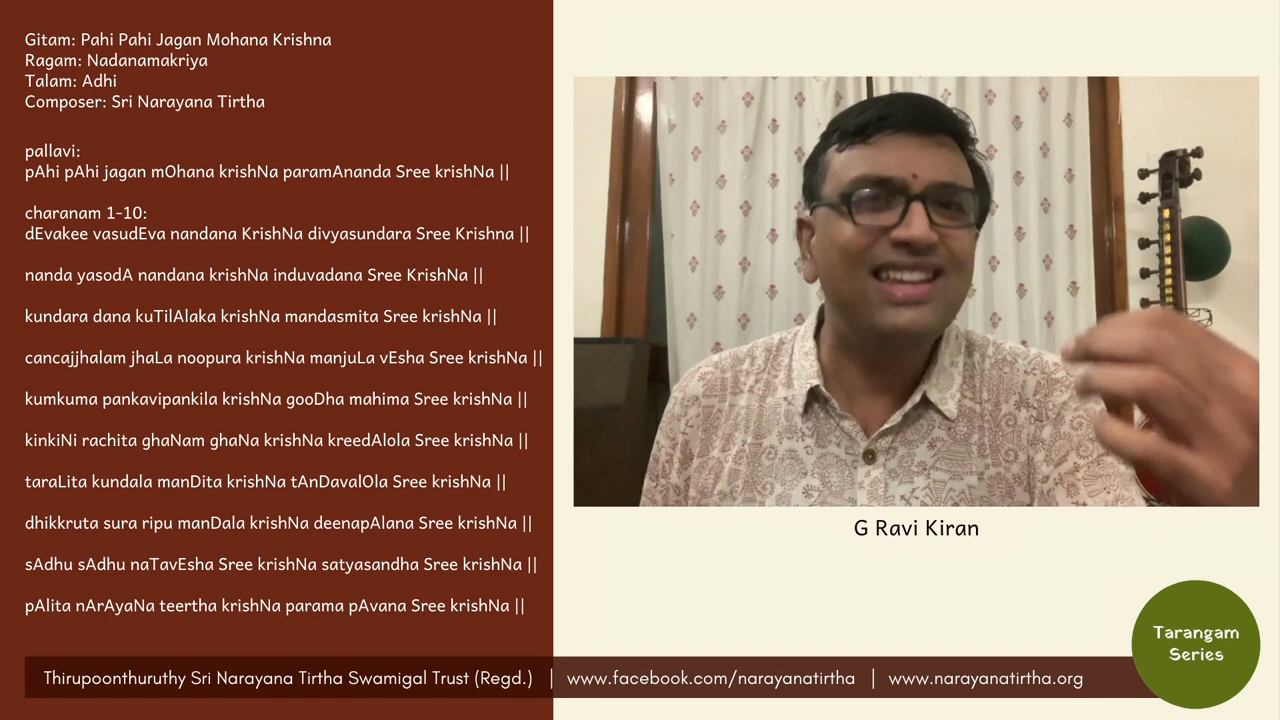 Gitam: Pahi Pahi Jagan Mohana Krishna
Ragam: Nadanamakriya
Talam: Adhi
Composer: Sri Narayana Tirtha
pallavi:
pAhi pAhi jagan mOhana krishNa paramAnanda Sree krishNa ||
charanam 1-10:
dEvakee vasudEva nandana KrishNa divyasundara Sree Krishna ||
nanda yasodA nandana krishNa induvadana Sree KrishNa ||
kundara dana kuTilAlaka krishNa mandasmita Sree krishNa ||
cancajjhalam jhaLa noopura krishNa manjuLa vEsha Sree krishNa ||
kumkuma pankavipankila krishNa gooDha mahima Sree krishNa ||
kinkiNi rachita ghaNam ghaNa krishNa kreedAlola Sree krishNa ||
taraLita kundala manDita krishNa tAnDavalOla Sree krishNa ||
dhikkruta sura ripu manDala krishNa deenapAlana Sree krishNa ||
sAdhu sAdhu naTavEsha Sree krishNa satyasandha Sree krishNa ||
pAlita nArAyaNa teertha krishNa parama pAvana Sree krishNa ||
G Ravi Kiran
Tarangam
Series
Thirupoonthuruthy Sri Narayana Tirtha Swamigal Trust (Regd.) | www.facebook.com/narayanatirtha | www.narayanatirtha.org